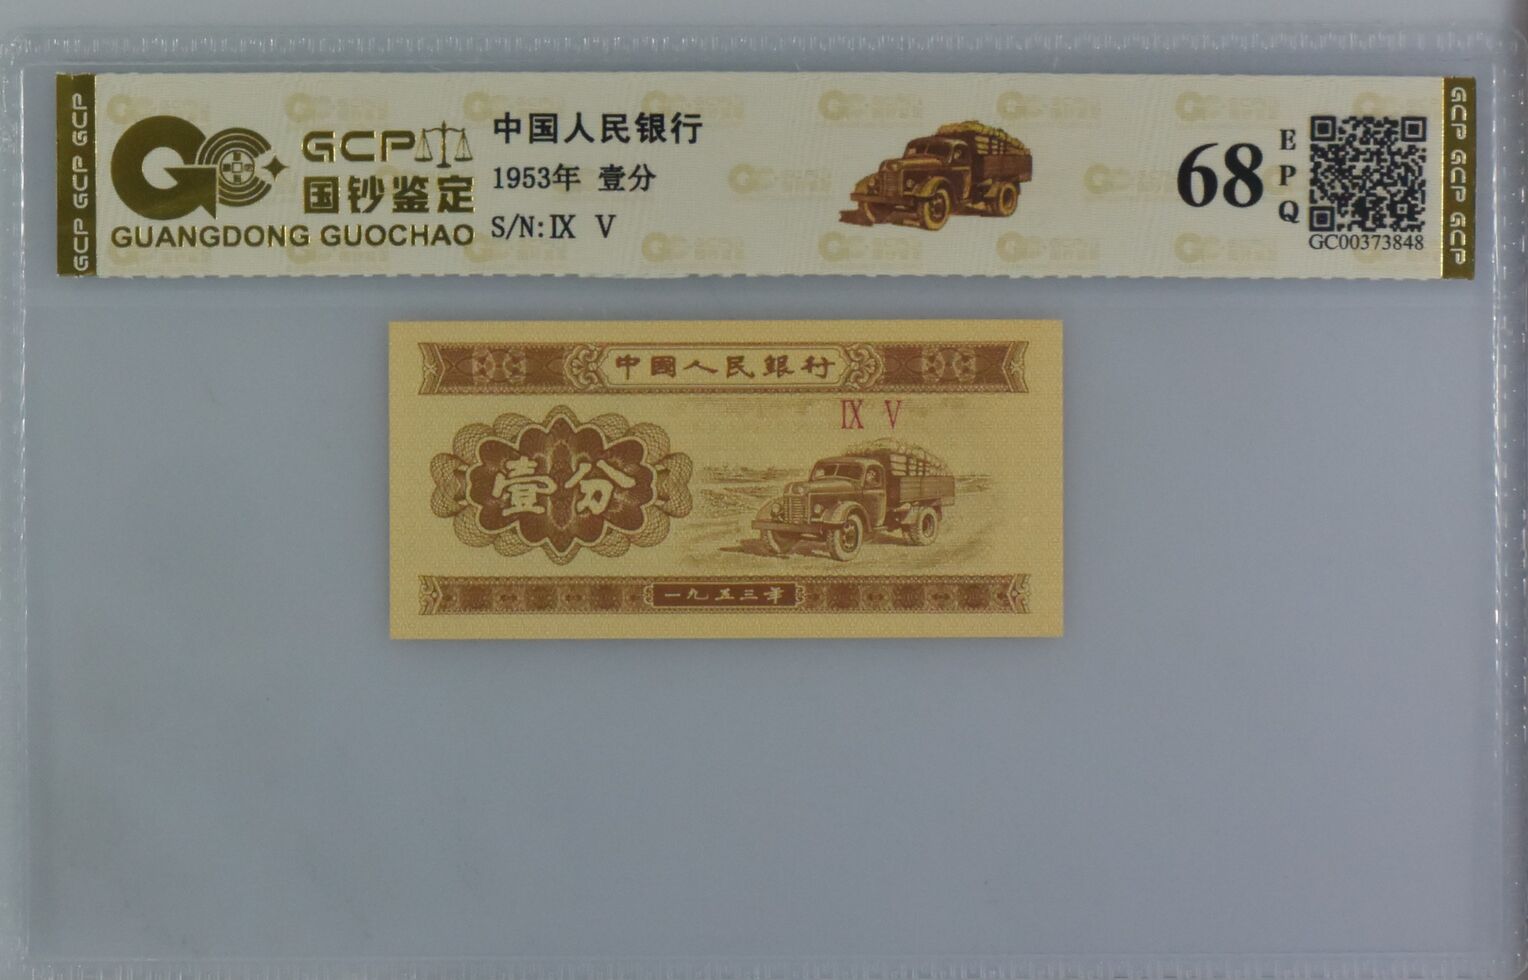 GCP GCP GCP
GCP
国钞鉴定
GUANGDONG GUOCHAO
中国人民银行
1953年 壹分
S/N:Ⅸ Ⅴ
68
EPQ
GC00373848
GCP GCP GCP
中國人民銀行
Ⅸ Ⅴ
壹分
一九五三年